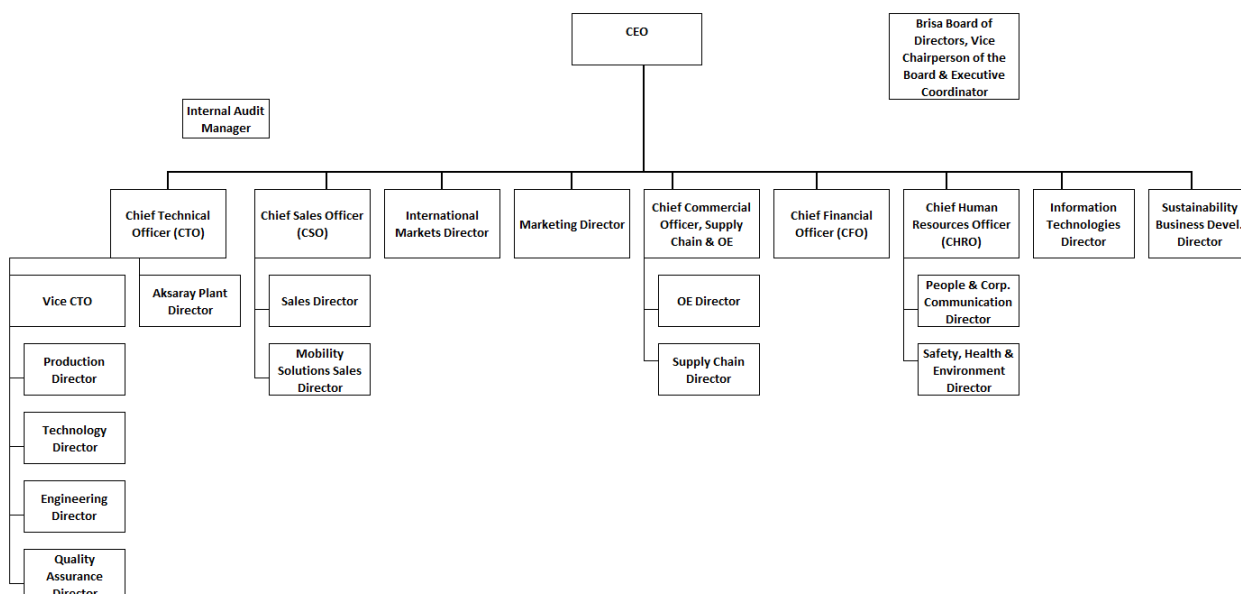 CEO
Brisa Board of
Directors, Vice
Chairperson of the
Board & Executive
Coordinator
Internal Audit
Manager
Chief Technical
Officer (CTO)
Chief Sales Officer
(CSO)
International
Markets Director
Marketing Director
Chief Commercial
Officer, Supply
Chain & OE
Chief Financial
Officer (CFO)
Chief Human
Resources Officer
(CHRO)
Information
Technologies
Director
Sustainability
Business Devel.
Director
Vice CTO
Aksaray Plant
Director
Sales Director
OE Director
People & Corp.
Communication
Director
Production
Director
Mobility
Solutions Sales
Director
Supply Chain
Director
Safety, Health &
Environment
Director
Technology
Director
Engineering
Director
Quality
Assurance
Director